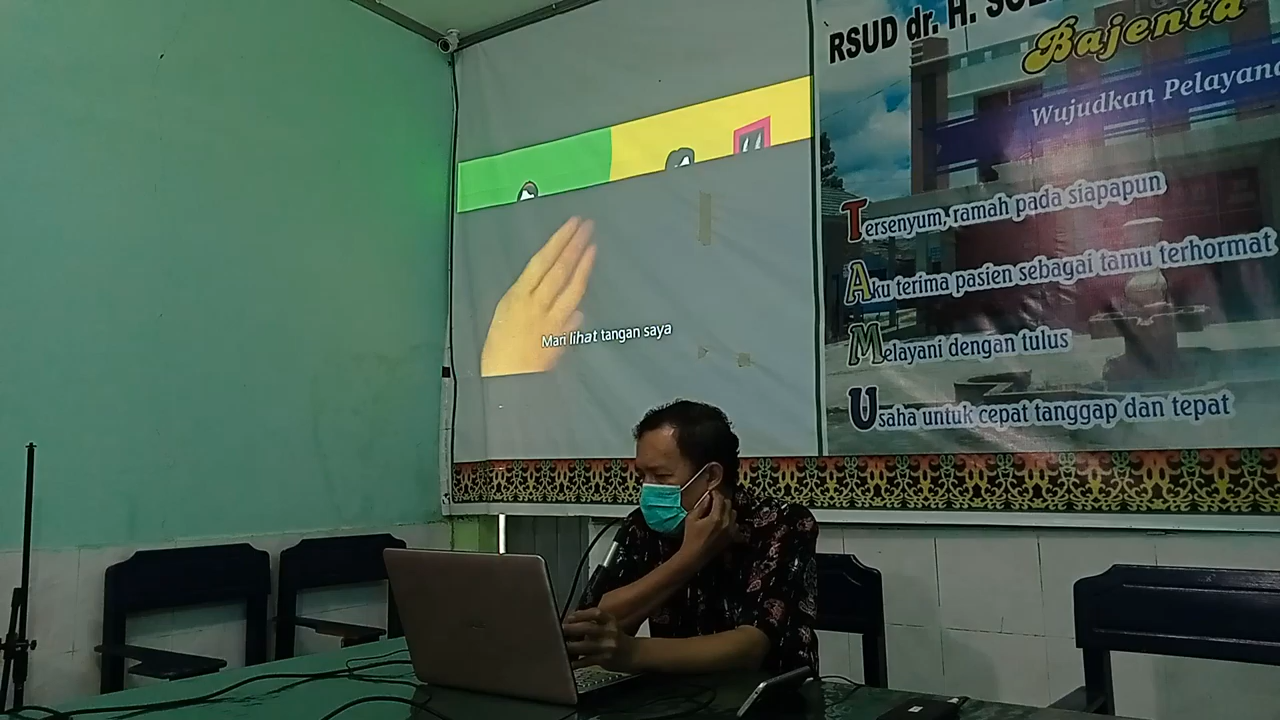 RSUD dr. H.
Bajenta
Wujudkan
Tersenyum, ramah pada siapapun
Aku terima pasien sebagai tamu terhormat
Melayani dengan tulus
Usaha untuk cepat tanggap dan tepat
Mari lihat tangan saya